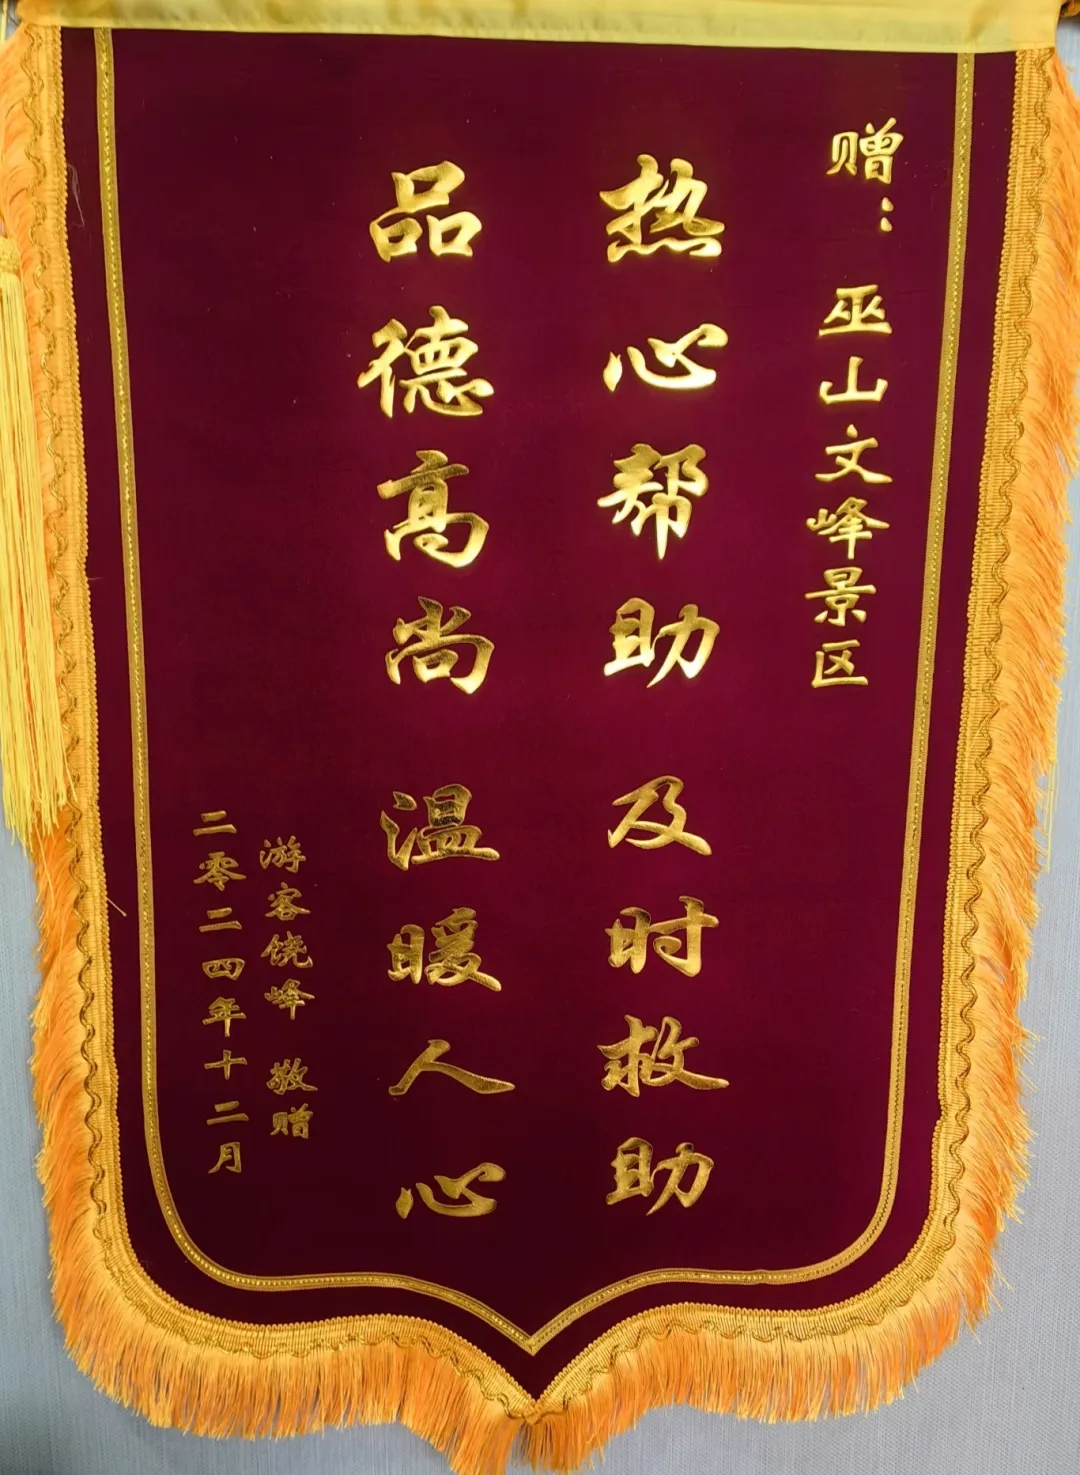 赠：巫山文峰景区
热心帮助 及时救助
品德高尚 温暖人心
游客饶峰 敬赠
二零二四年十二月